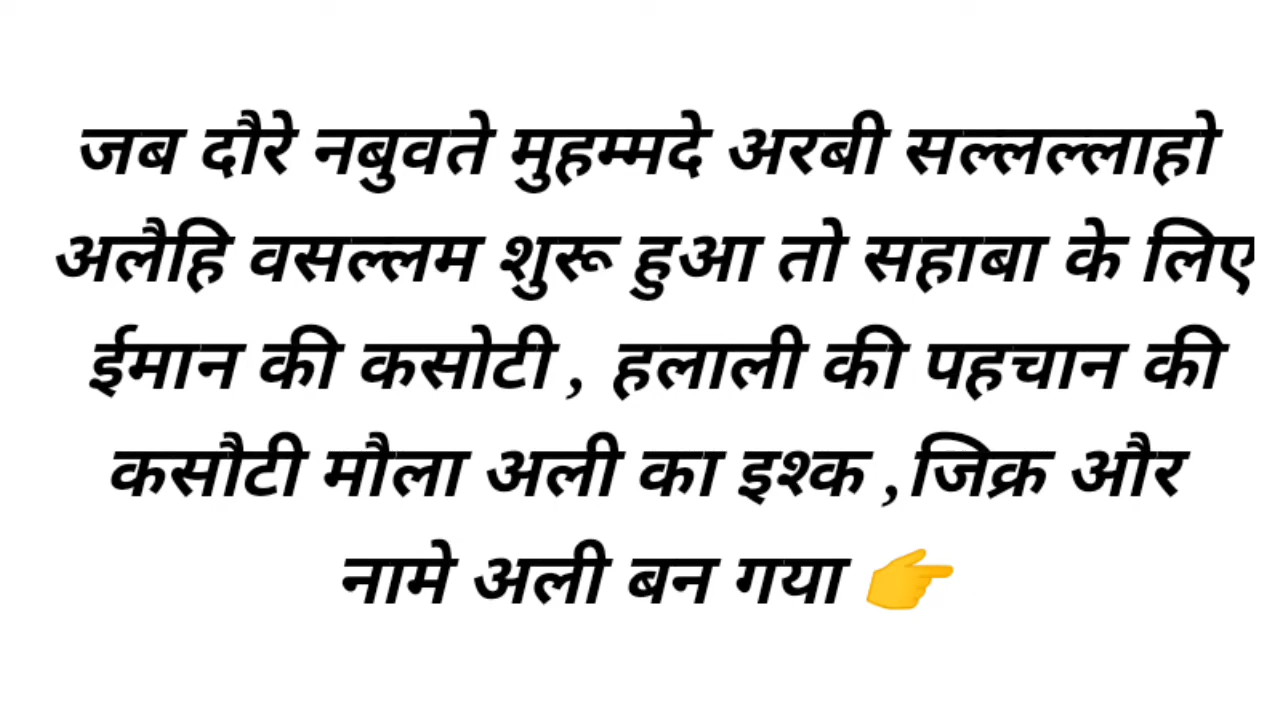 जब दौरे नबुवते मुहम्मदे अरबी सल्लल्लाहो
अलैहि वसल्लम शुरू हुआ तो सहाबा के लिए
ईमान की कसोटी , हलाली की पहचान की
कसौटी मौला अली का इश्क ,जिक्र और
नामे अली बन गया 👉